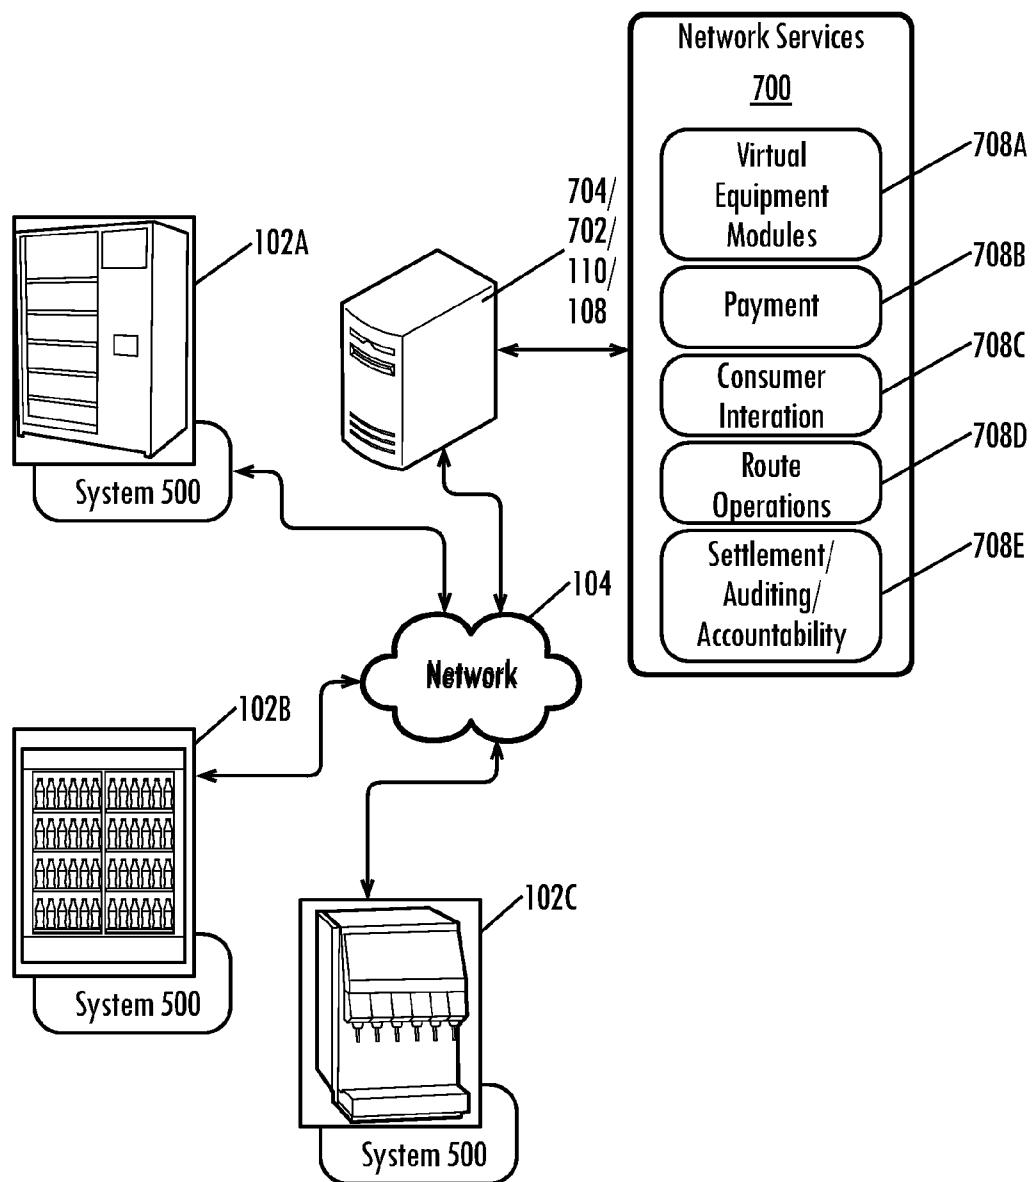 Network Services
700
Virtual
Equipment
Modules
708A
Payment
708B
Consumer
Interation
708C
Route
Operations
708D
Settlement/
Auditing/
Accountability
708E
704/
702/
110/
108
102A
System 500
104
Network
102B
System 500
102C
System 500